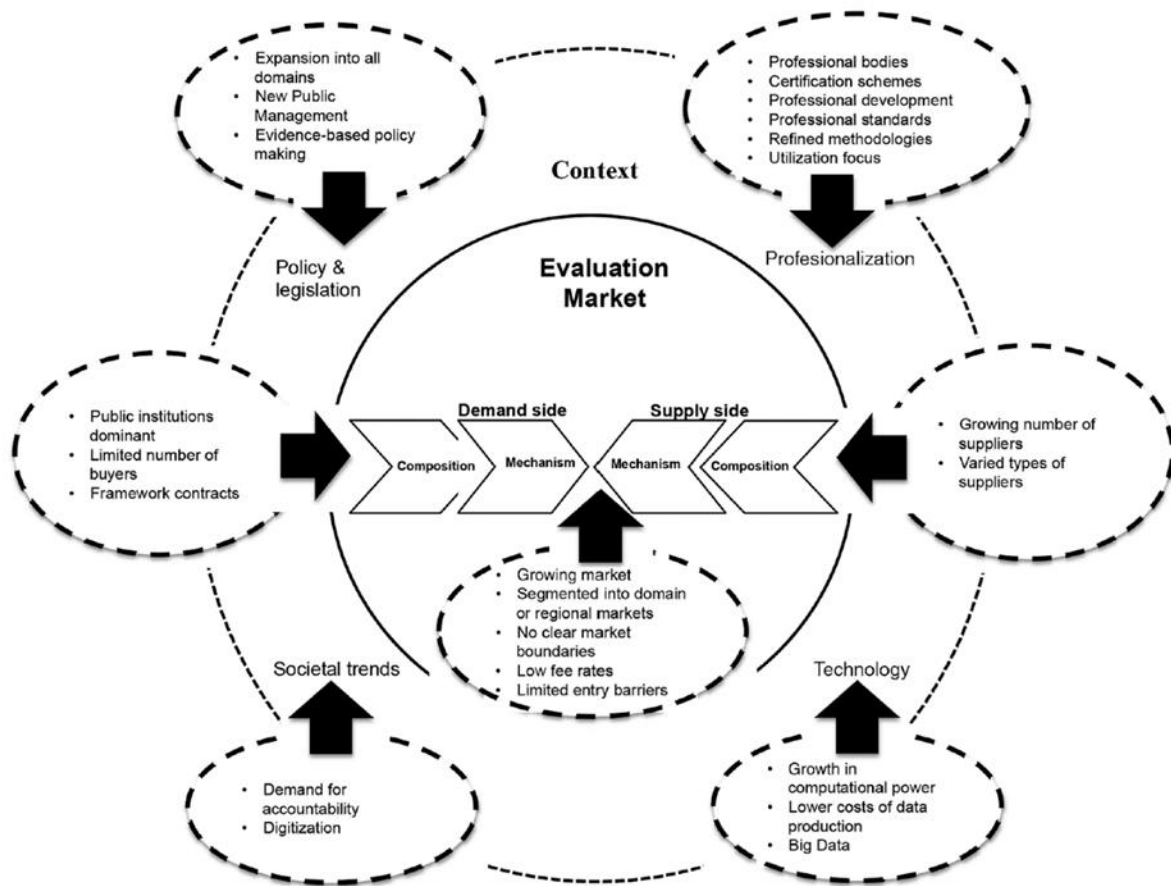 • Expansion into all
domains
• New Public
Management
• Evidence-based policy
making
• Professional bodies
• Certification schemes
• Professional development
• Professional standards
• Refined methodologies
• Utilization focus
Context
Policy &
legislation
Profesionalization
Evaluation
Market
• Public institutions
dominant
• Limited number of
buyers
• Framework contracts
Demand side
Supply side
Composition
Mechanism
Mechanism
Composition
• Growing number of
suppliers
• Varied types of
suppliers
• Growing market
• Segmented into domain
or regional markets
• No clear market
boundaries
• Low fee rates
• Limited entry barriers
Societal trends
Technology
• Demand for
accountability
• Digitization
• Growth in
computational power
• Lower costs of data
production
• Big Data